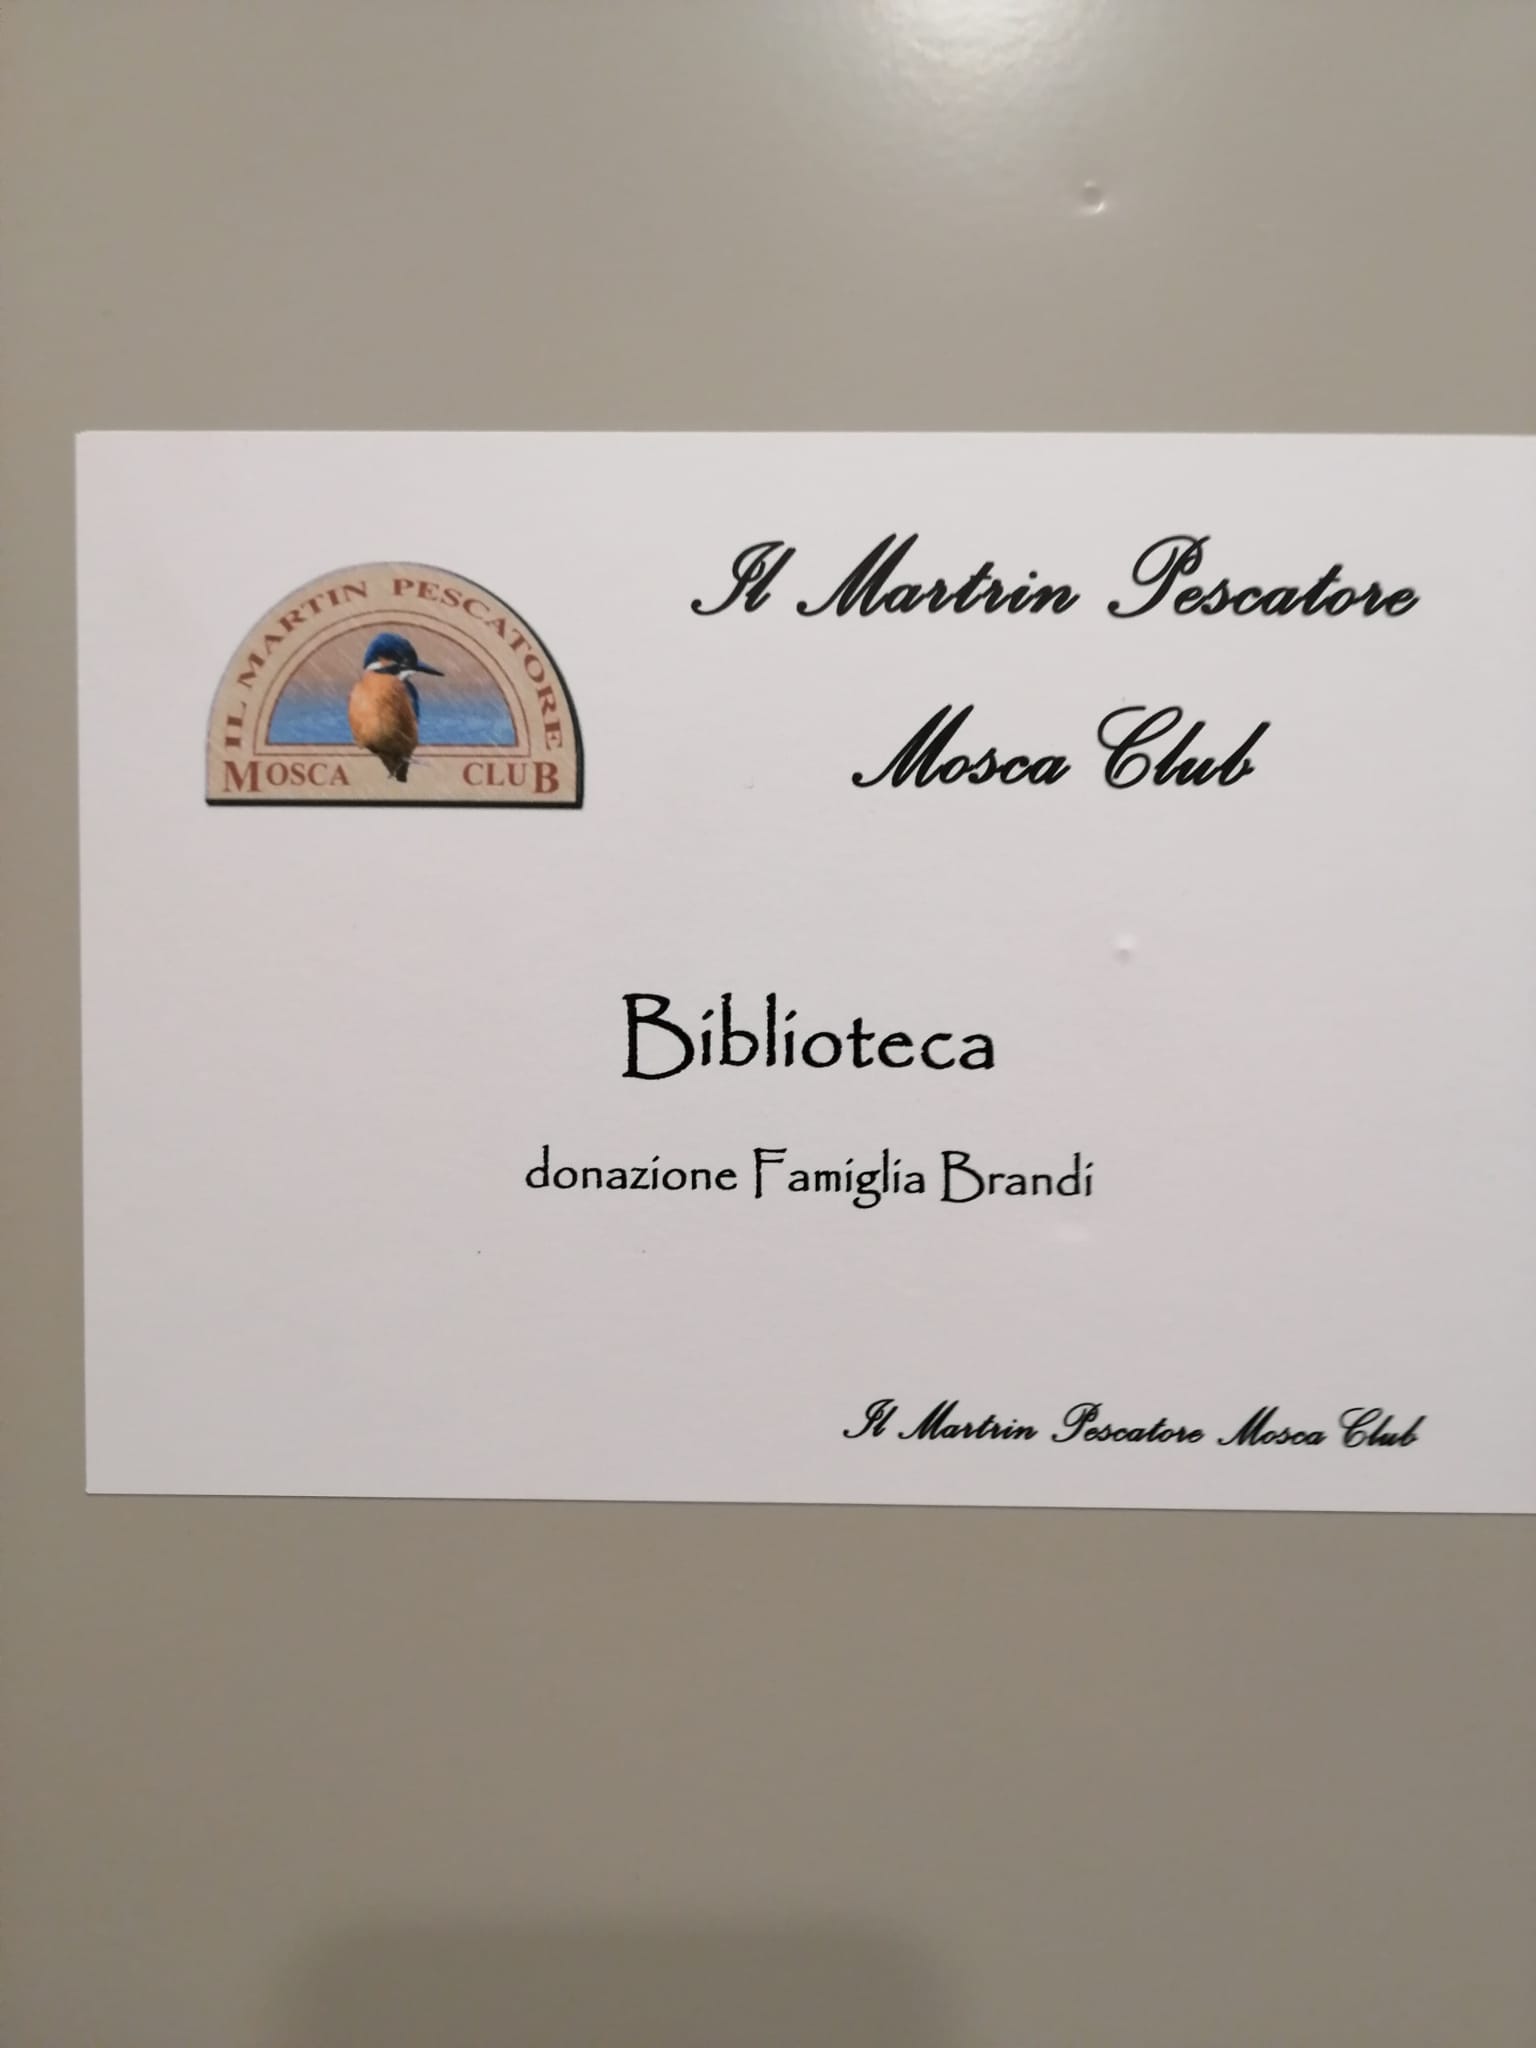 IL MARTIN PESCATORE
MOSCA CLUB
Il Martrin Pescatore
Mosca Club
Biblioteca
donazione Famiglia Brandi
Il Martrin Pescatore Mosca Club